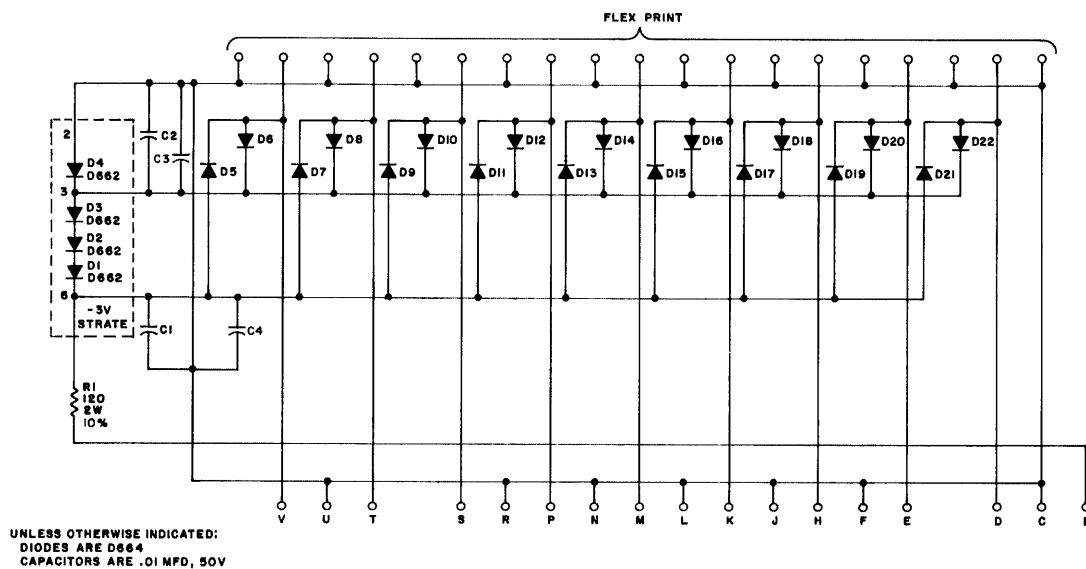 FLEX PRINT
2
C2
C3
D4
D662
3
D3
D662
D2
D662
D1
D662
6
-3V
STRATE
C1
C4
D5
D6
D7
D8
D9
D10
D11
D12
D13
D14
D15
D16
D17
D18
D19
D20
D21
D22
R1
120
2W
10%
V U T S R P N M L K J H F E D C
UNLESS OTHERWISE INDICATED:
DIODES ARE D664
CAPACITORS ARE .01 MFD, 50V